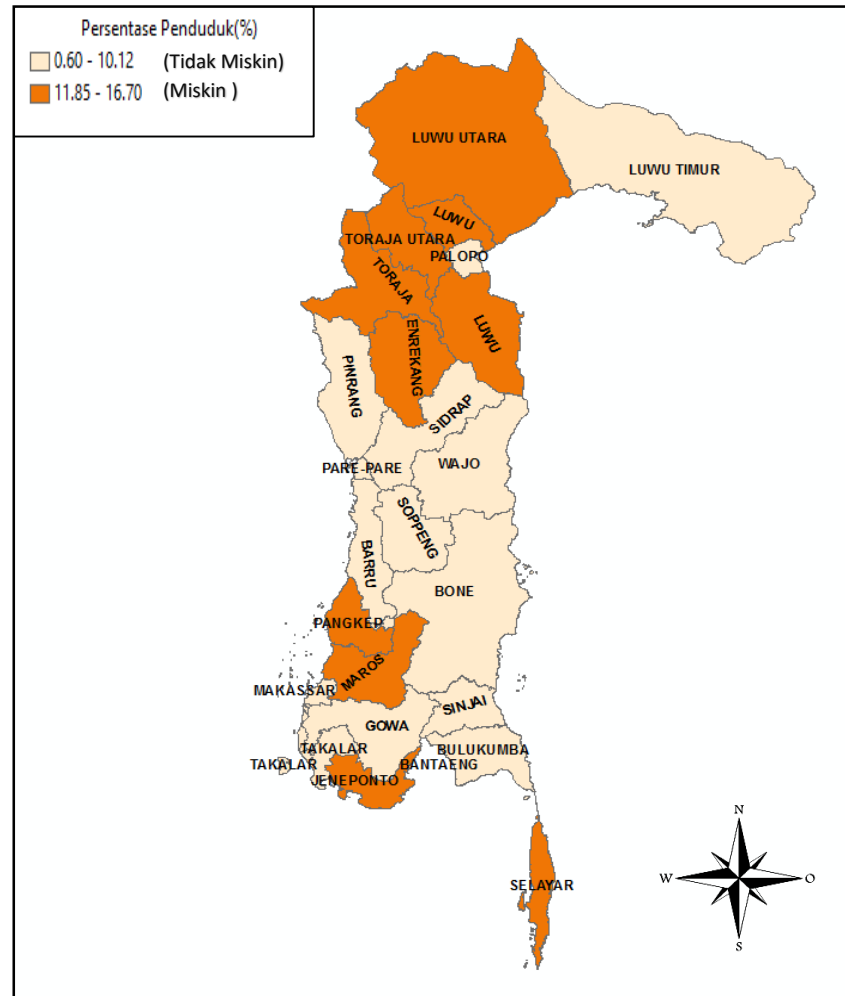 Persentase Penduduk(%)
0.60 - 10.12 (Tidak Miskin)
11.85 - 16.70 (Miskin )
LUWU UTARA
LUWU TIMUR
LUWU
TORAJA UTARA
PALOPO
TORAJA
LUWU
ENREKANG
PINRANG
SIDRAP
WAJO
PARE-PARE
SOPPENG
BARRU
BONE
PANGKEP
MAROS
MAKASSAR
SINJAI
GOWA
TAKALAR
BULUKUMBA
TAKALAR
BANTAENG
JENEPONTO
SELAYAR
N
W
O
S